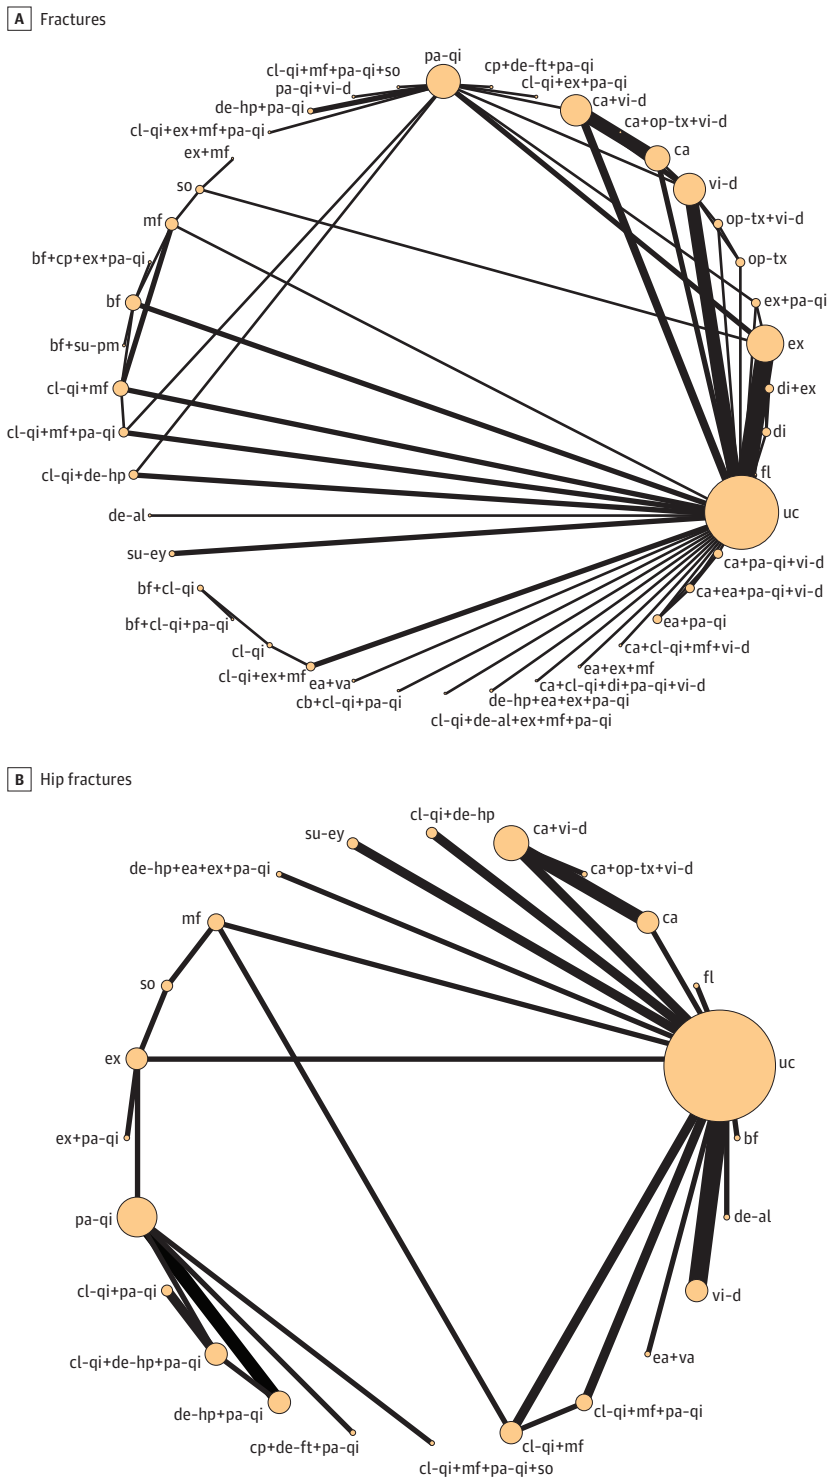 A Fractures
pa-qi
cl-qi+mf+pa-qi+so
cp+de-ft+pa-qi
pa-qi+vi-d
cl-qi+ex+pa-qi
de-hp+pa-qi
ca+vi-d
cl-qi+ex+mf+pa-qi
ca+op-tx+vi-d
ex+mf
ca
so
vi-d
mf
op-tx+vi-d
bf+cp+ex+pa-qi
op-tx
bf
ex+pa-qi
bf+su-pm
ex
cl-qi+mf
di+ex
cl-qi+mf+pa-qi
di
cl-qi+de-hp
fl
de-al
uc
su-ey
ca+pa-qi+vi-d
bf+cl-qi
ca+ea+pa-qi+vi-d
bf+cl-qi+pa-qi
ea+pa-qi
cl-qi
ca+cl-qi+mf+vi-d
cl-qi+ex+mf
ea+ex+mf
ea+va
ca+cl-qi+di+pa-qi+vi-d
cb+cl-qi+pa-qi
de-hp+ea+ex+pa-qi
cl-qi+de-al+ex+mf+pa-qi
B Hip fractures
cl-qi+de-hp
su-ey
ca+vi-d
de-hp+ea+ex+pa-qi
ca+op-tx+vi-d
mf
ca
so
fl
ex
uc
ex+pa-qi
bf
pa-qi
de-al
cl-qi+pa-qi
vi-d
cl-qi+de-hp+pa-qi
ea+va
de-hp+pa-qi
cl-qi+mf+pa-qi
cp+de-ft+pa-qi
cl-qi+mf
cl-qi+mf+pa-qi+so